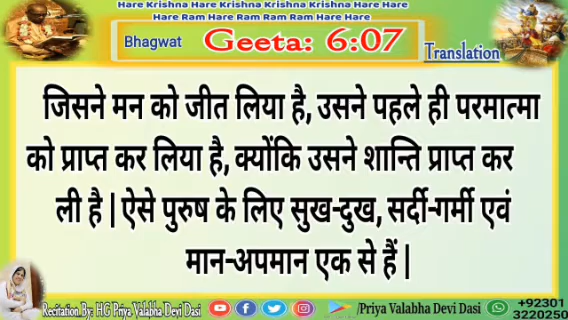 Hare Krishna Hare Krishna Krishna Krishna Hare Hare
Hare Ram Hare Ram Ram Ram Hare Hare
Bhagwat Geeta: 6:07 Translation
जिसने मन को जीत लिया है, उसने पहले ही परमात्मा
को प्राप्त कर लिया है, क्योंकि उसने शान्ति प्राप्त कर
ली है | ऐसे पुरुष के लिए सुख-दुख, सर्दी-गर्मी एवं
मान-अपमान एक से हैं |
Recitation By: HG Priya Valabha Devi Dasi /Priya Valabha Devi Dasi +92301
3220250